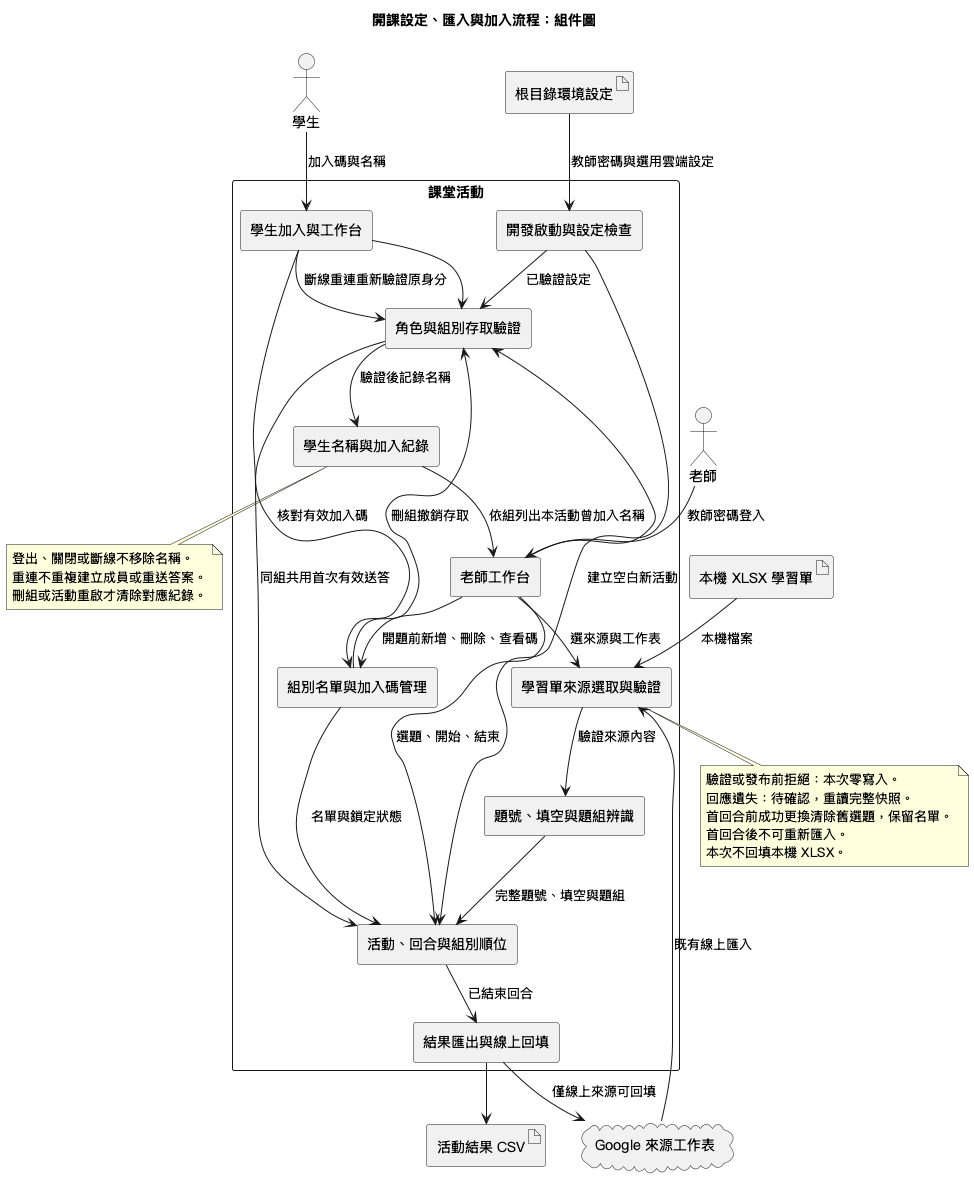 開課設定、匯入與加入流程：組件圖
學生
根目錄環境設定
加入碼與名稱
教師密碼與選用雲端設定
課堂活動
學生加入與工作台
開發啟動與設定檢查
斷線重連重新驗證原身分
已驗證設定
角色與組別存取驗證
驗證後記錄名稱
老師
學生名稱與加入紀錄
核對有效加入碼
刪組撤銷存取
依組列出本活動曾加入名稱
教師密碼登入
登出、關閉或斷線不移除名稱。
重連不重複建立成員或重送答案。
刪組或活動重啟才清除對應紀錄。
同組共用首次有效送答
老師工作台
建立空白新活動
本機 XLSX 學習單
開題前新增、刪除、查看碼
選來源與工作表
本機檔案
組別名單與加入碼管理
學習單來源選取與驗證
選題、開始、結束
驗證來源內容
驗證或發布前拒絕：本次零寫入。
回應遺失：待確認，重讀完整快照。
首回合前成功更換清除舊選題，保留名單。
首回合後不可重新匯入。
本次不回填本機 XLSX。
名單與鎖定狀態
題號、填空與題組辨識
完整題號、填空與題組
活動、回合與組別順位
既有線上匯入
已結束回合
結果匯出與線上回填
僅線上來源可回填
活動結果 CSV
Google 來源工作表